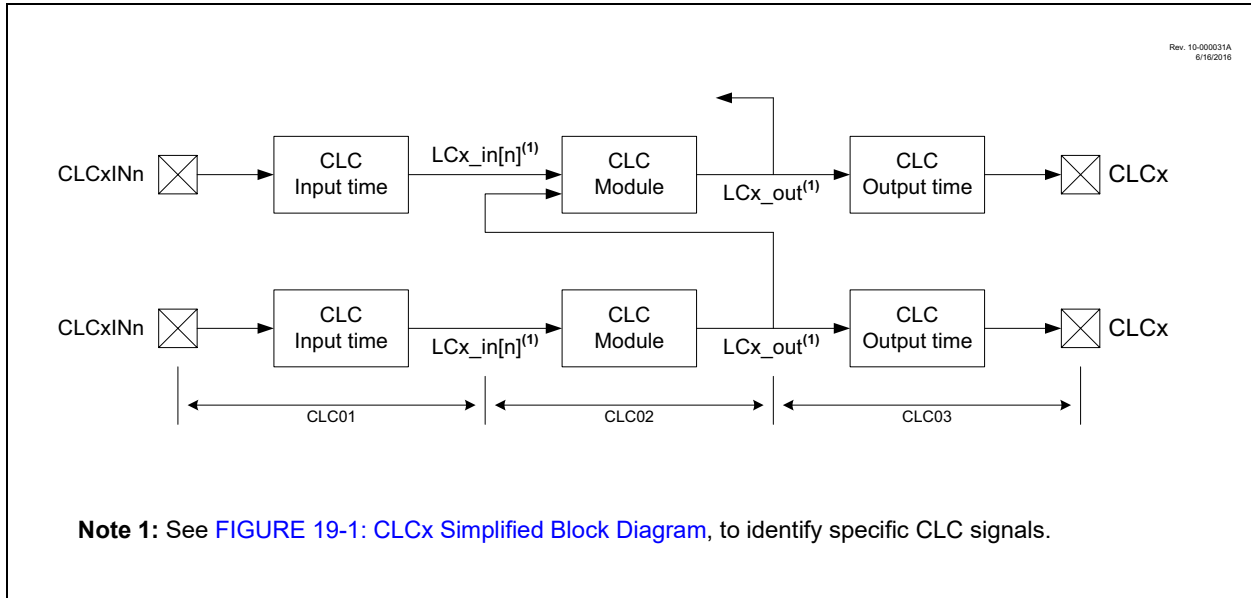 Rev. 10-000031A
6/16/2016
CLCxINn
CLC
Input time
LCx_in[n](1)
CLC
Module
LCx_out(1)
CLC
Output time
CLCx
CLCxINn
CLC
Input time
LCx_in[n](1)
CLC
Module
LCx_out(1)
CLC
Output time
CLCx
CLC01
CLC02
CLC03
Note 1: See FIGURE 19-1: CLCx Simplified Block Diagram, to identify specific CLC signals.